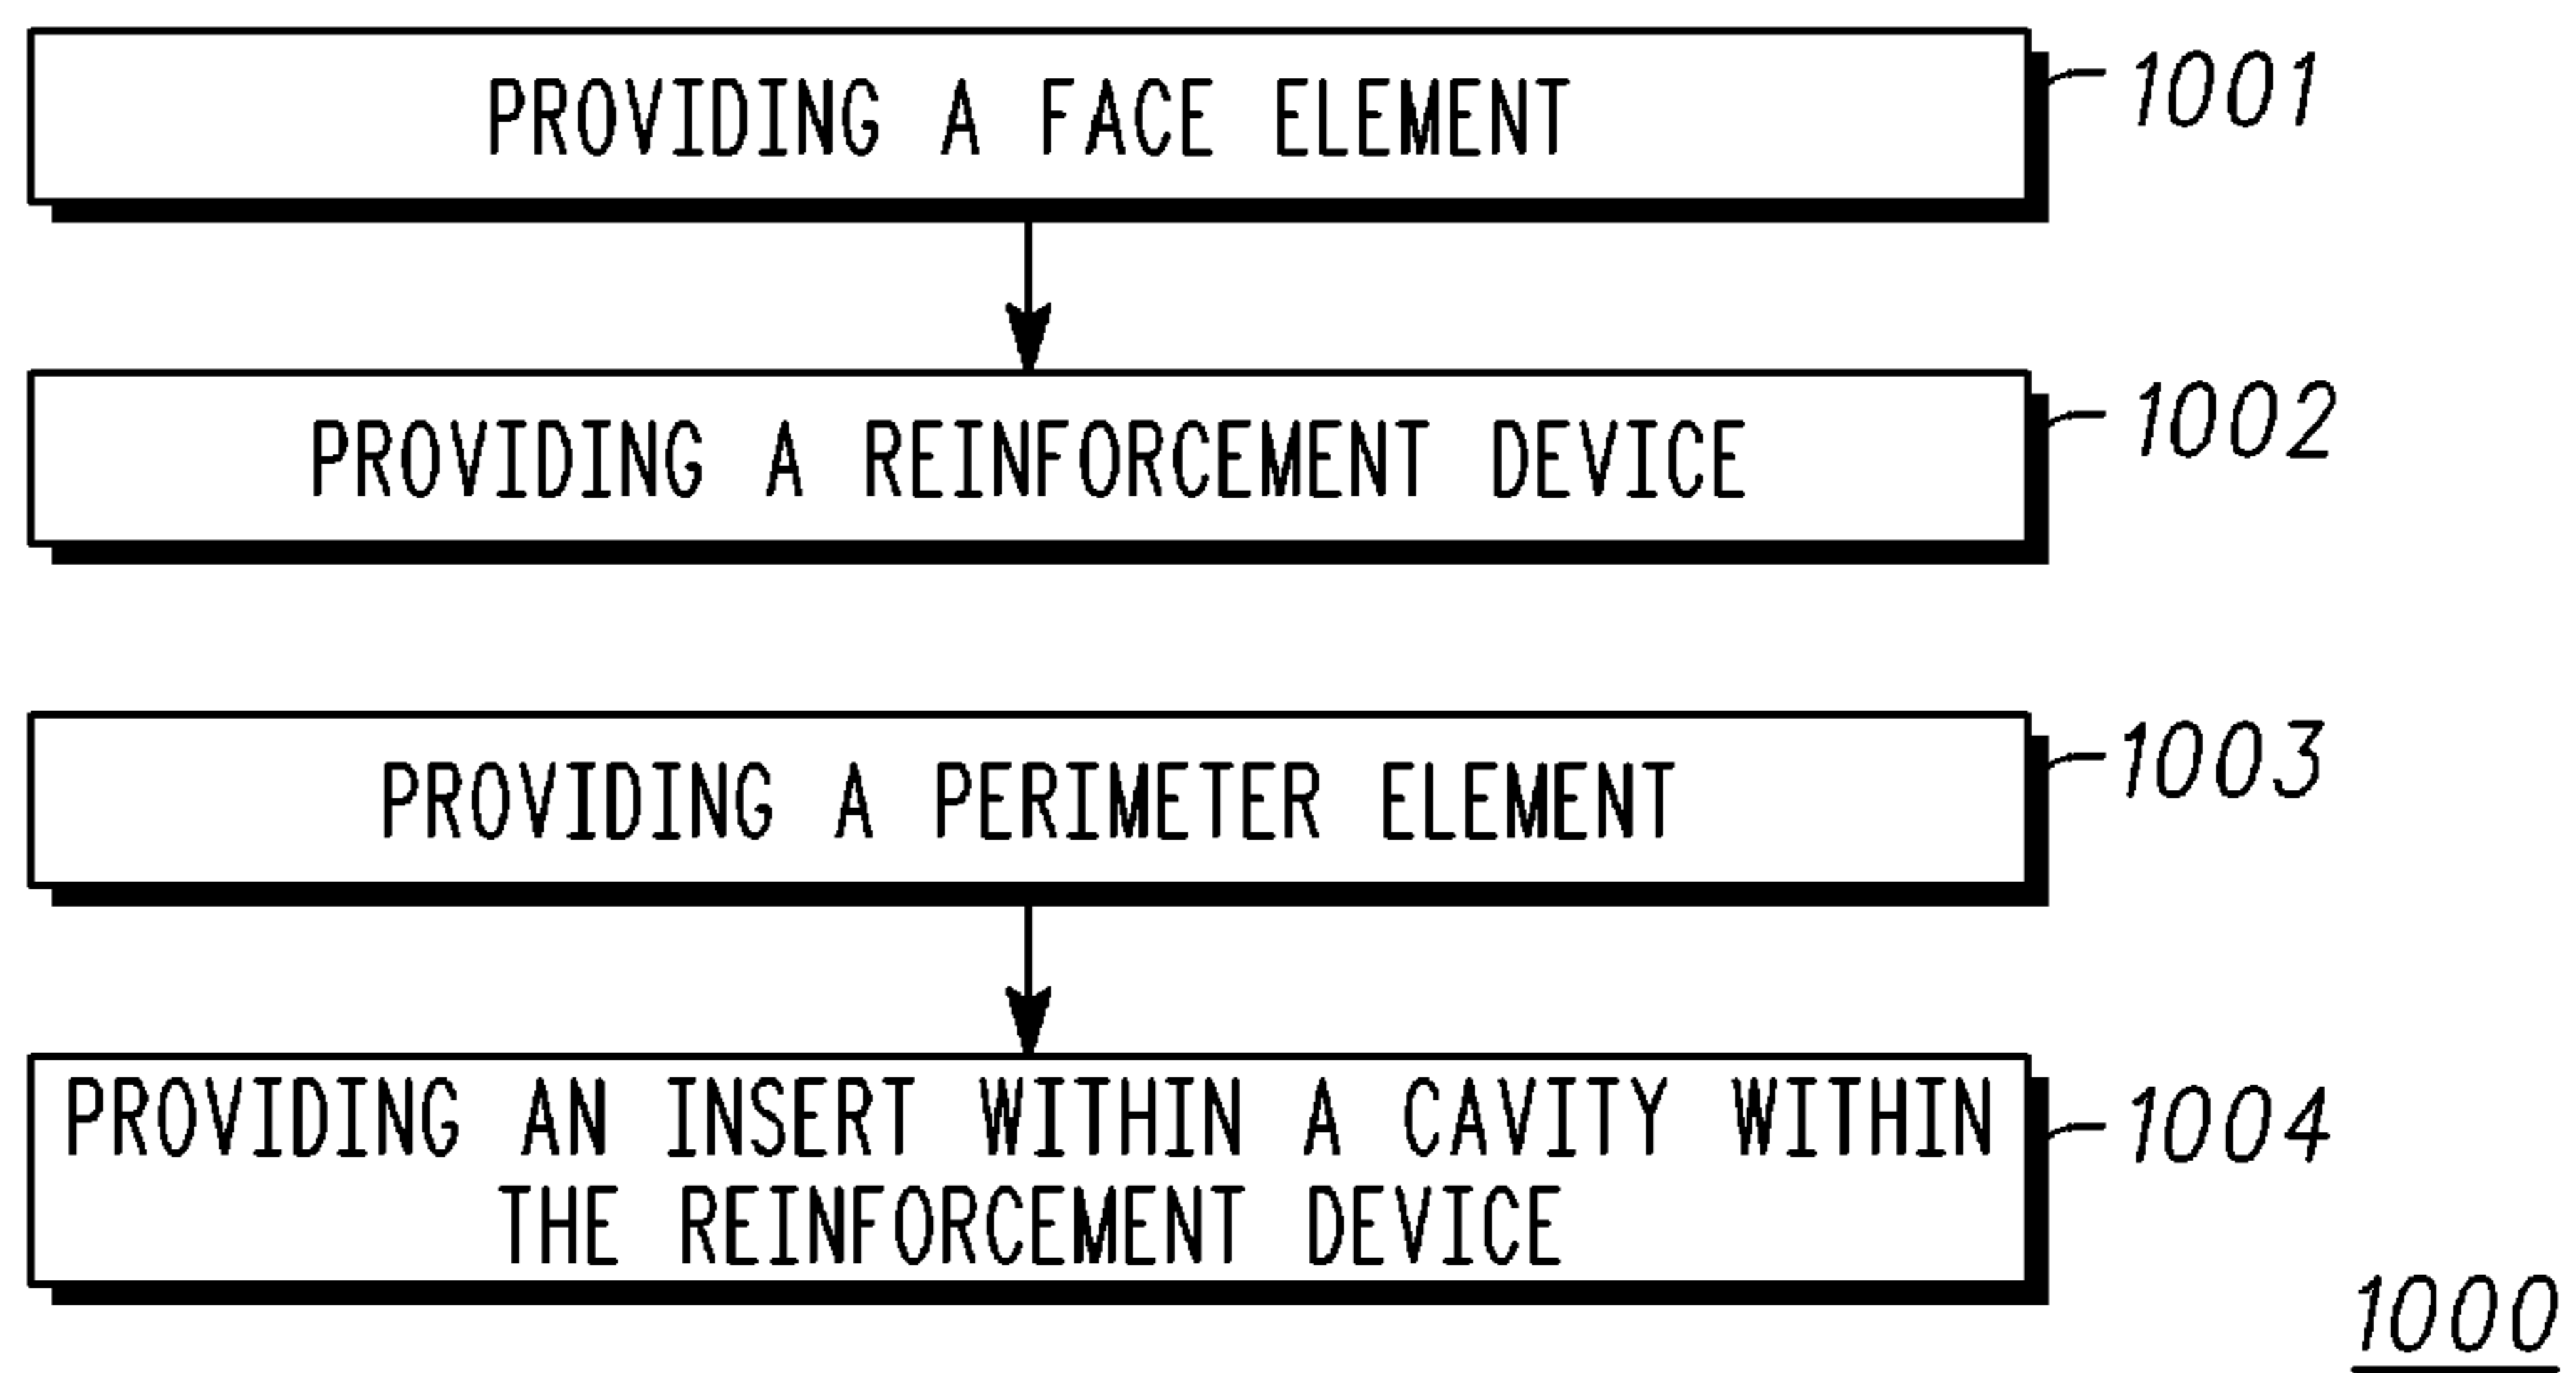 PROVIDING A FACE ELEMENT
1001
PROVIDING A REINFORCEMENT DEVICE
1002
PROVIDING A PERIMETER ELEMENT
1003
PROVIDING AN INSERT WITHIN A CAVITY WITHIN
THE REINFORCEMENT DEVICE
1004
1000